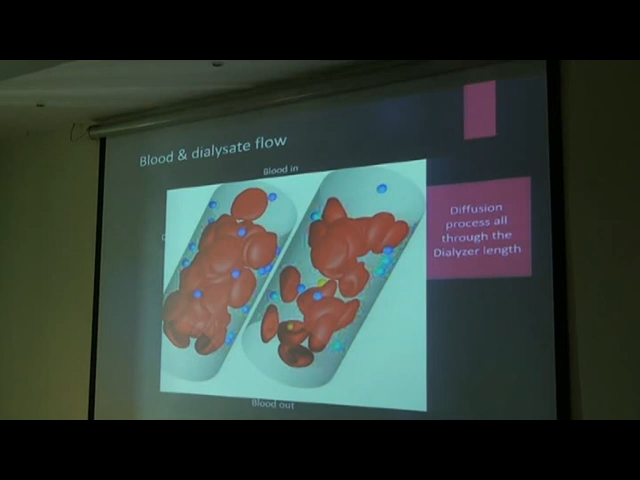 Blood & dialysate flow
Blood in
Diffusion
process all
through the
Dialyzer length
Blood out